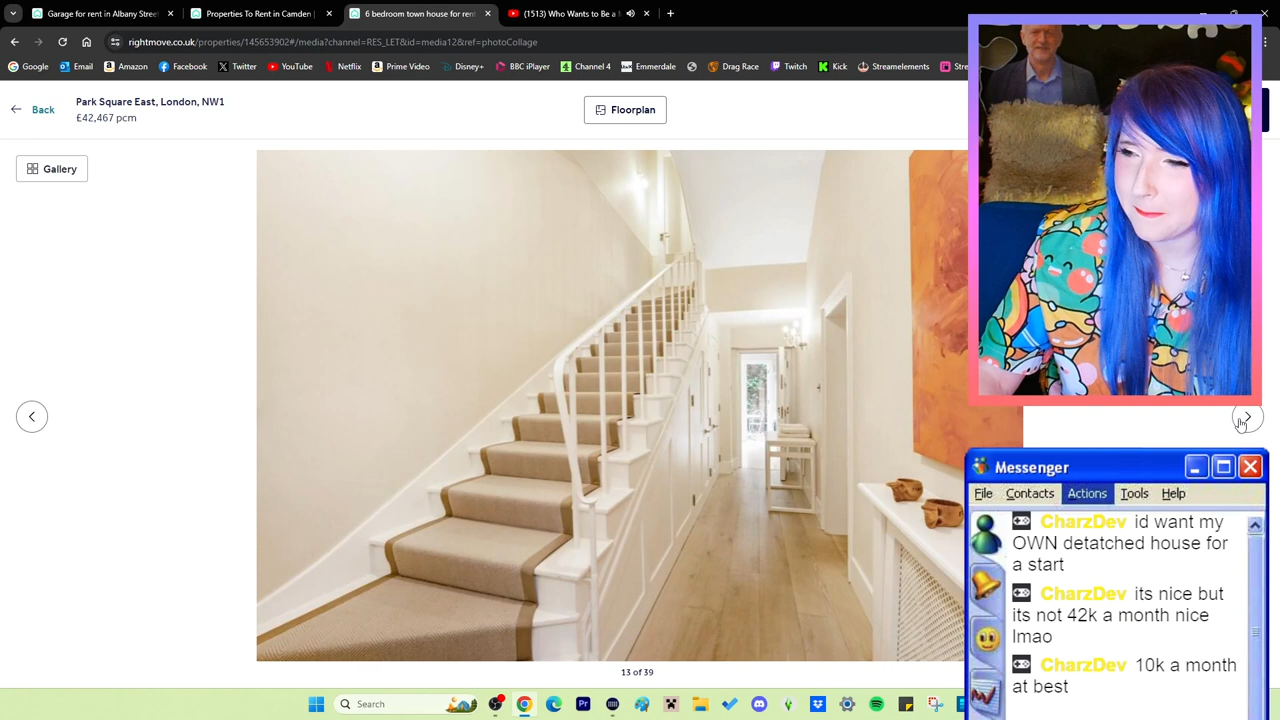 Garage for rent in Albany Street
Properties To Rent in Camden
6 bedroom town house for rent
(1513) Who Wants to Be a
rightmove.co.uk/properties/145653902#/media?channel=RES_LET&id=media12&ref=photoCollage
Google Email Amazon Facebook Twitter YouTube Netflix Prime Video Disney+ BBC iPlayer Channel 4 Emmerdale Drag Race Twitch Kick Streamelements
Back
Park Square East, London, NW1
£42,467 pcm
Floorplan
Gallery
13 of 39
Messenger
File Contacts Actions Tools Help
CharzDev id want my
OWN detatched house for
a start
CharzDev its nice but
its not 42k a month nice
lmao
CharzDev 10k a month
at best
Search